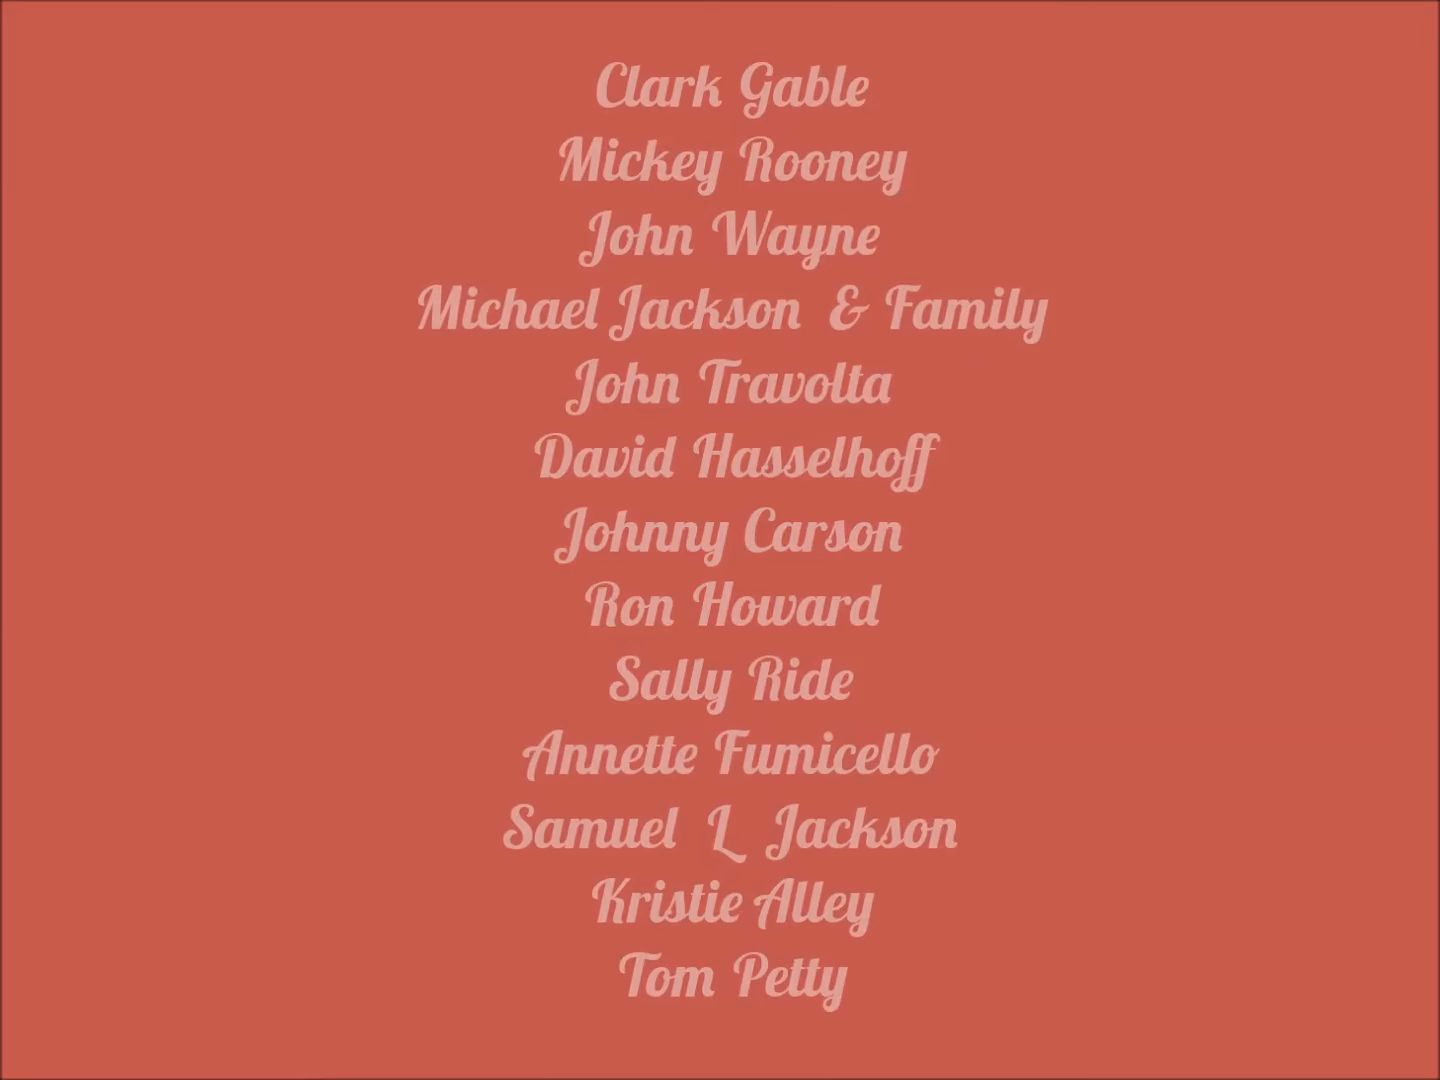 Clark Gable
Mickey Rooney
John Wayne
Michael Jackson & Family
John Travolta
David Hasselhoff
Johnny Carson
Ron Howard
Sally Ride
Annette Fumicello
Samuel L Jackson
Kristie Alley
Tom Petty